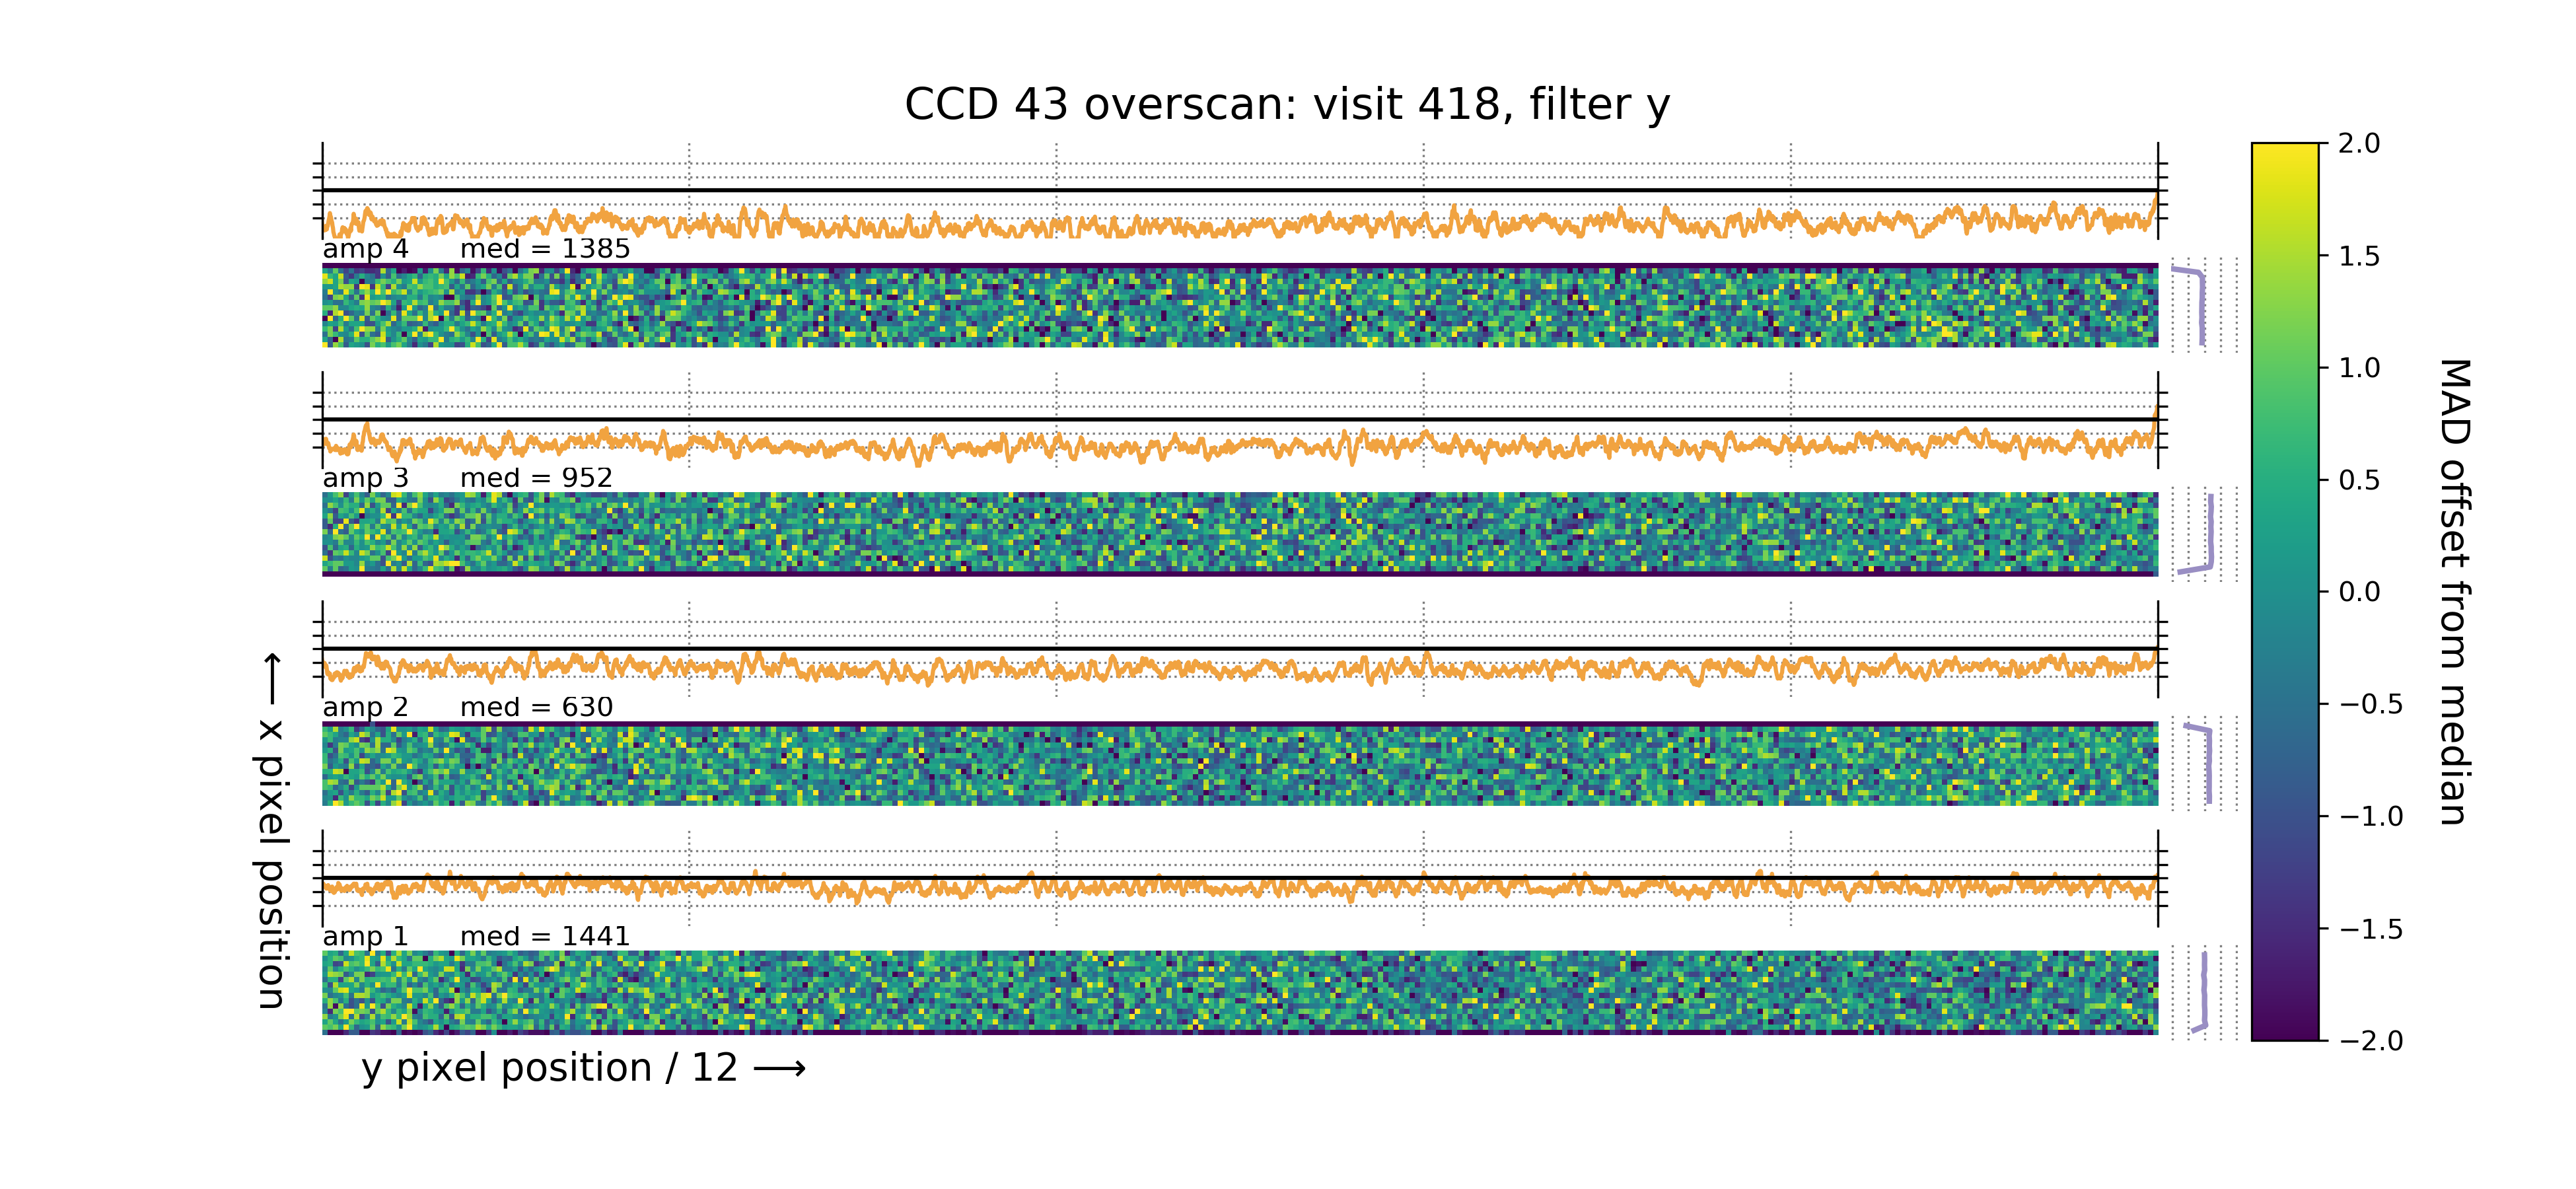 CCD 43 overscan: visit 418, filter y
amp 4 med = 1385
amp 3 med = 952
amp 2 med = 630
amp 1 med = 1441
⟵ x pixel position
y pixel position / 12 ⟶
2.0
1.5
1.0
0.5
0.0
−0.5
−1.0
−1.5
−2.0
MAD offset from median